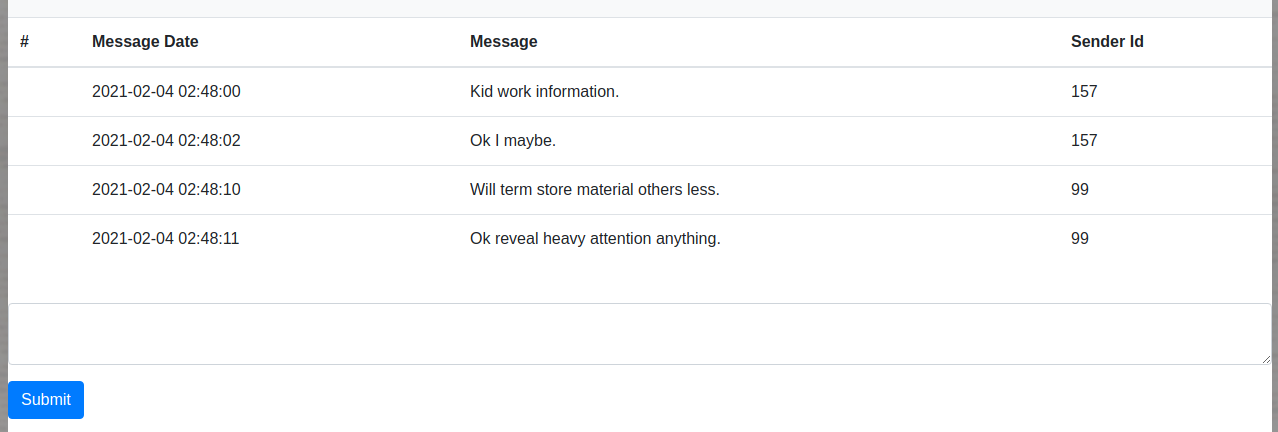 # Message Date Message Sender Id
2021-02-04 02:48:00 Kid work information. 157
2021-02-04 02:48:02 Ok I maybe. 157
2021-02-04 02:48:10 Will term store material others less. 99
2021-02-04 02:48:11 Ok reveal heavy attention anything. 99
Submit